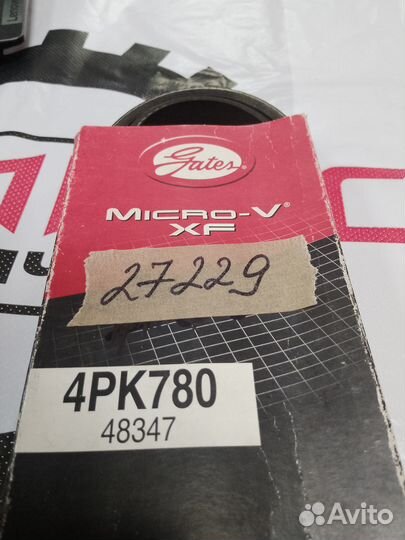 Gates
MICRO-V®
XF
27229
4PK780
48347
Avito